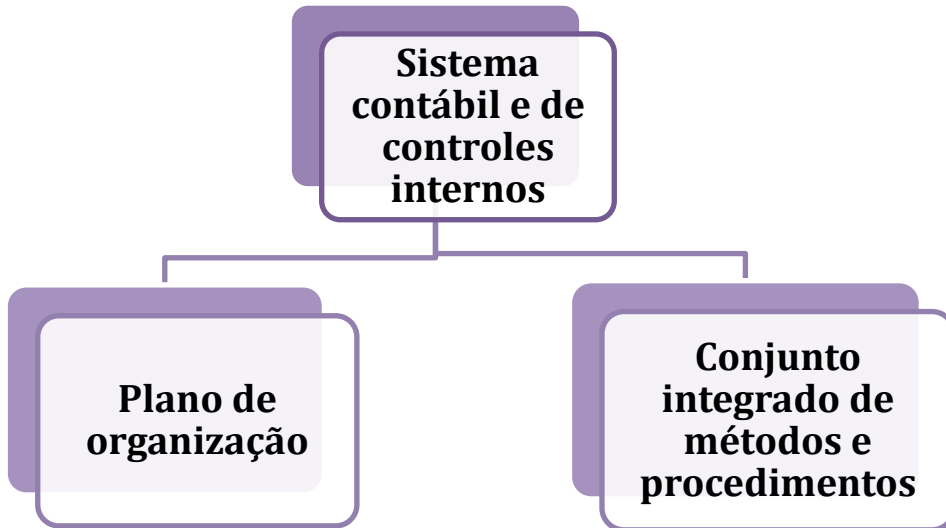 Sistema
contábil e de
controles
internos
Plano de
organização
Conjunto
integrado de
métodos e
procedimentos